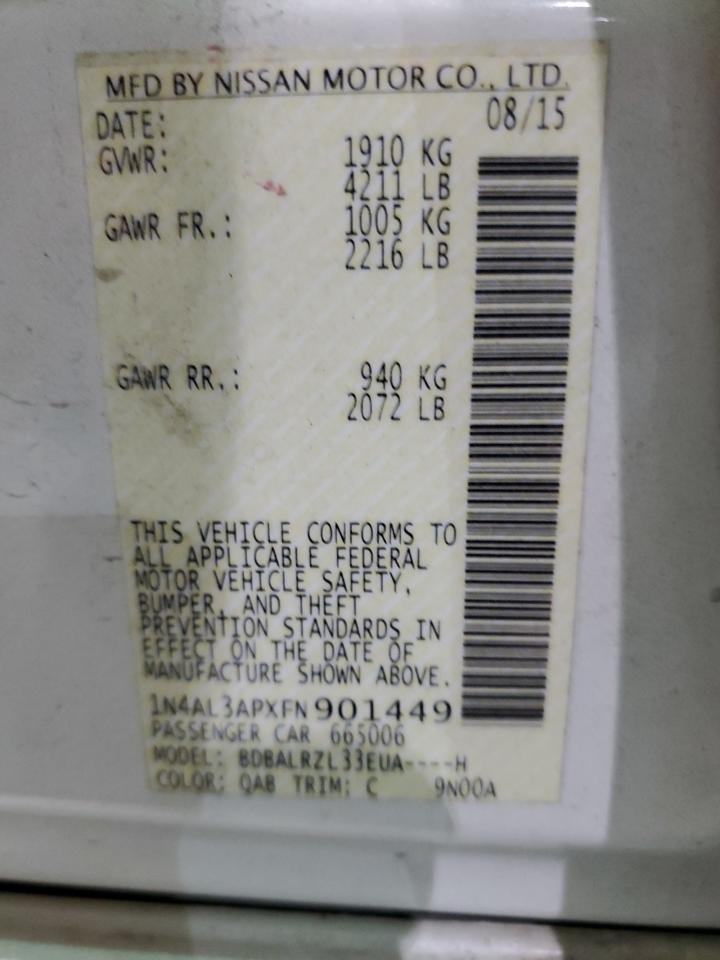 MFD BY NISSAN MOTOR CO., LTD.
DATE: 08/15
GVWR: 1910 KG
4211 LB
GAWR FR.: 1005 KG
2216 LB
GAWR RR.: 940 KG
2072 LB
THIS VEHICLE CONFORMS TO
ALL APPLICABLE FEDERAL
MOTOR VEHICLE SAFETY,
BUMPER, AND THEFT
PREVENTION STANDARDS IN
EFFECT ON THE DATE OF
MANUFACTURE SHOWN ABOVE.
1N4AL3APXFN901449
PASSENGER CAR 665006
MODEL: BDBALRZL33EUA----H
COLOR: QAB TRIM: C 9N00A